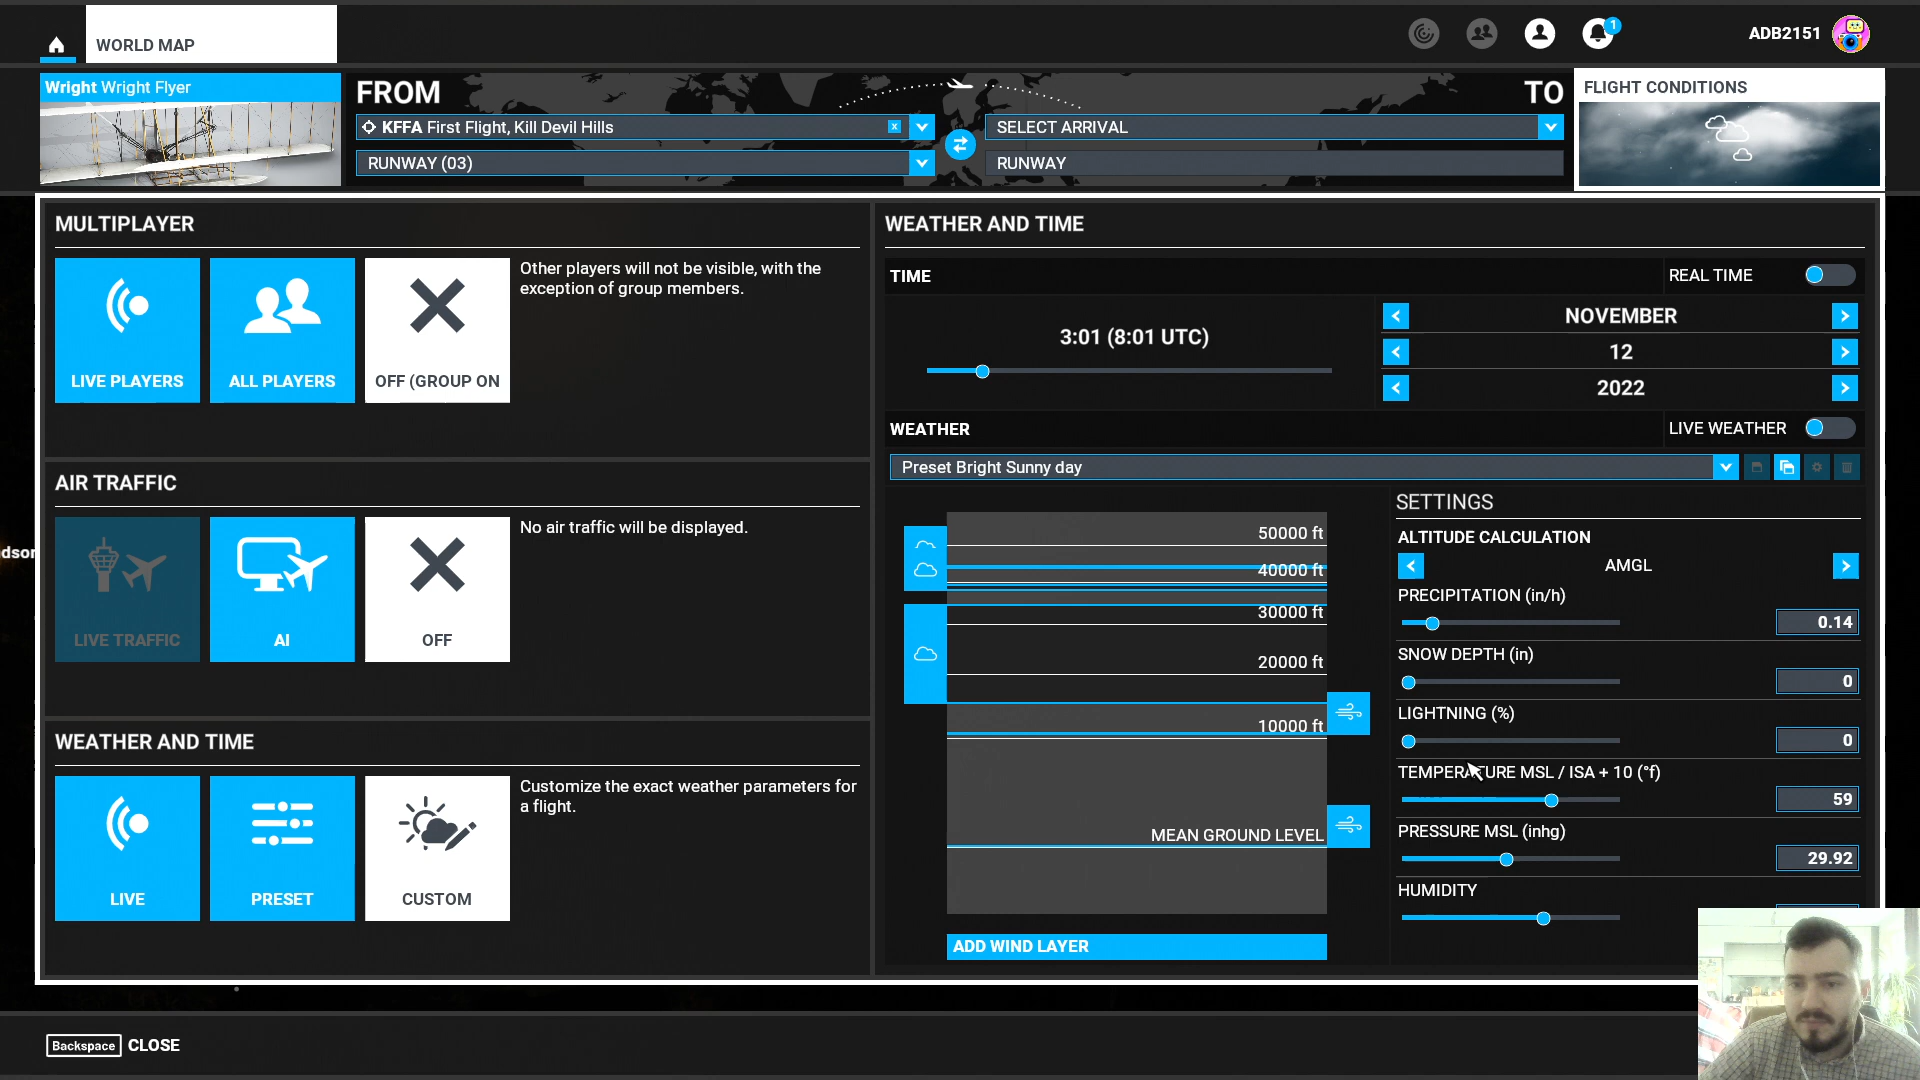 WORLD MAP
1
ADB2151
Wright Wright Flyer
FROM
KFFA First Flight, Kill Devil Hills
x
RUNWAY (03)
TO
SELECT ARRIVAL
RUNWAY
FLIGHT CONDITIONS
MULTIPLAYER
LIVE PLAYERS
ALL PLAYERS
OFF (GROUP ON
Other players will not be visible, with the
exception of group members.
AIR TRAFFIC
LIVE TRAFFIC
AI
OFF
No air traffic will be displayed.
WEATHER AND TIME
LIVE
PRESET
CUSTOM
Customize the exact weather parameters for
a flight.
dsor
WEATHER AND TIME
TIME
REAL TIME
3:01 (8:01 UTC)
NOVEMBER
12
2022
WEATHER
LIVE WEATHER
Preset Bright Sunny day
50000 ft
40000 ft
30000 ft
20000 ft
10000 ft
MEAN GROUND LEVEL
ADD WIND LAYER
SETTINGS
ALTITUDE CALCULATION
AMGL
PRECIPITATION (in/h)
0.14
SNOW DEPTH (in)
0
LIGHTNING (%)
0
TEMPERATURE MSL / ISA + 10 (°f)
59
PRESSURE MSL (inhg)
29.92
HUMIDITY
Backspace CLOSE